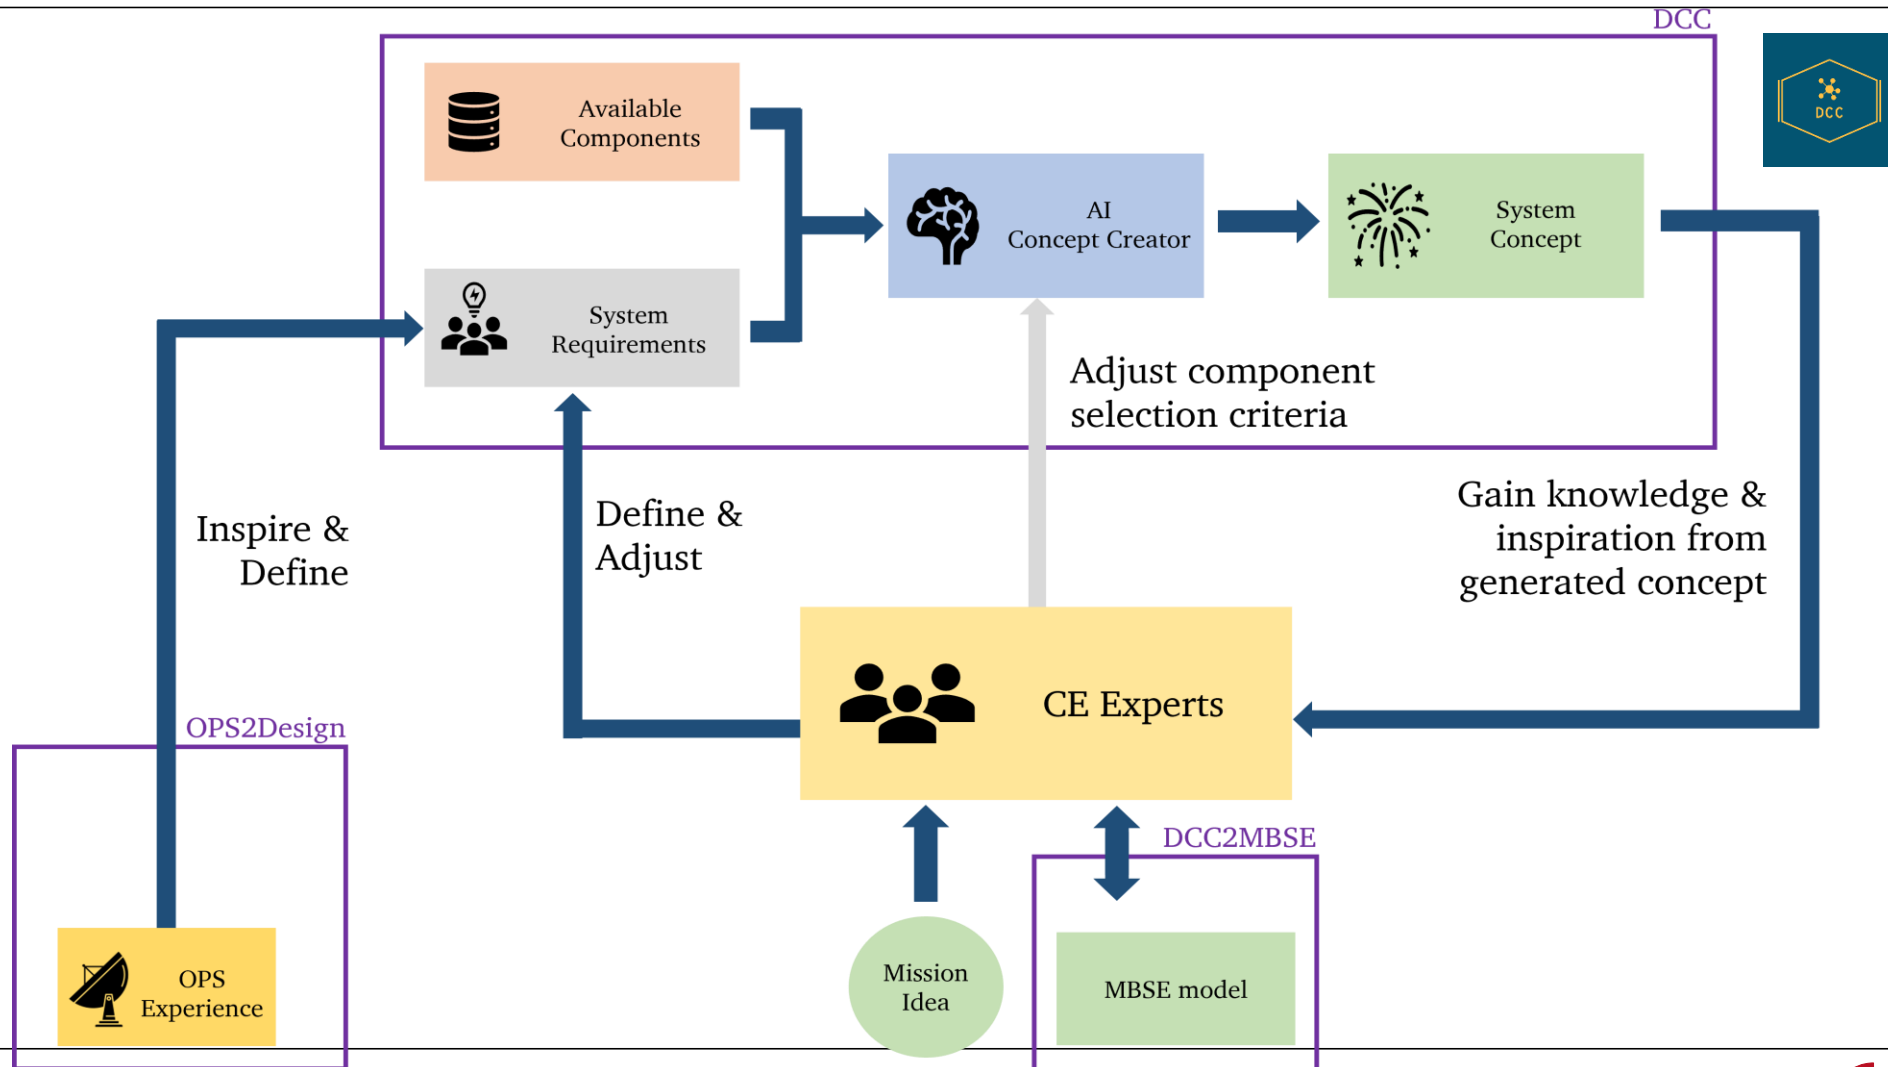 DCC
Available
Components
DCC
AI
Concept Creator
System
Concept
System
Requirements
Adjust component
selection criteria
Inspire &
Define
Define &
Adjust
Gain knowledge &
inspiration from
generated concept
CE Experts
OPS2Design
DCC2MBSE
OPS
Experience
Mission
Idea
MBSE model